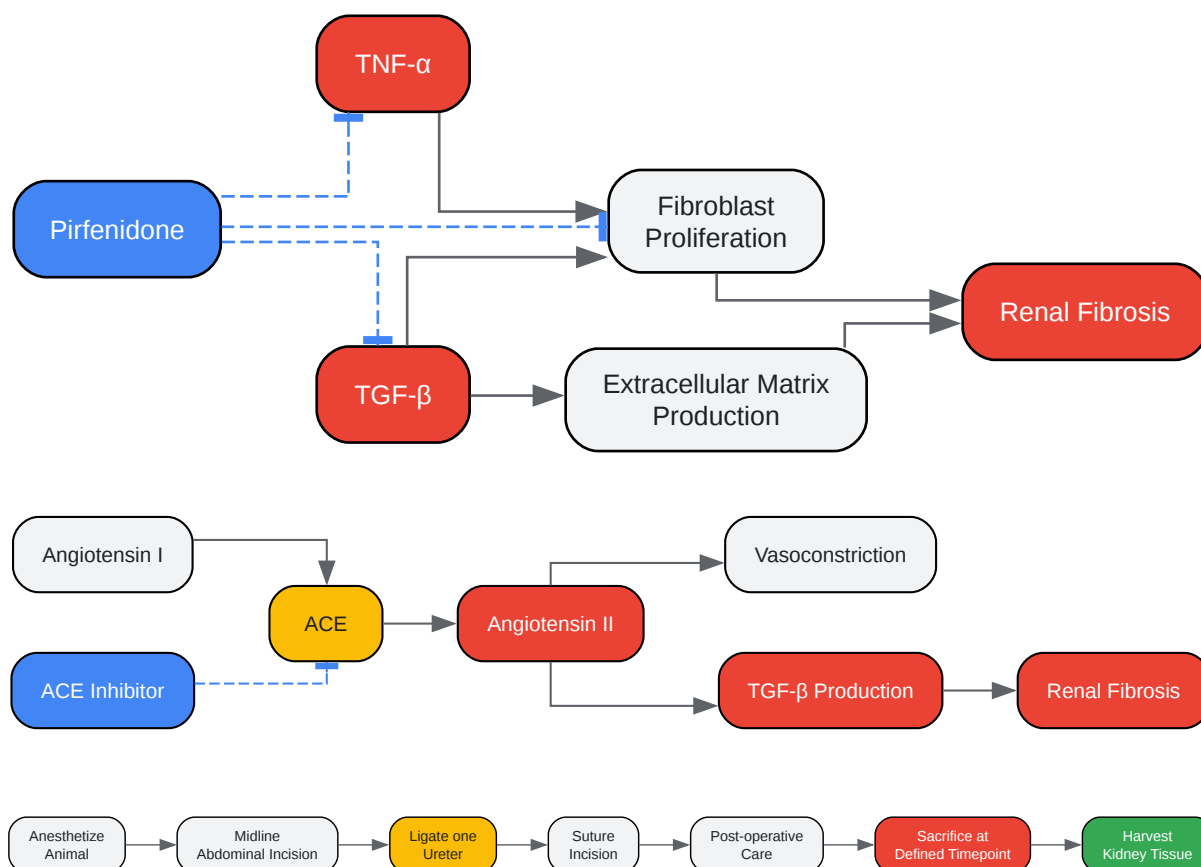 TNF-α
Pirfenidone
Fibroblast
Proliferation
Renal Fibrosis
TGF-β
Extracellular Matrix
Production
Angiotensin I
Vasoconstriction
ACE
Angiotensin II
ACE Inhibitor
TGF-β Production
Renal Fibrosis
Anesthetize
Animal
Midline
Abdominal Incision
Ligate one
Ureter
Suture
Incision
Post-operative
Care
Sacrifice at
Defined Timepoint
Harvest
Kidney Tissue